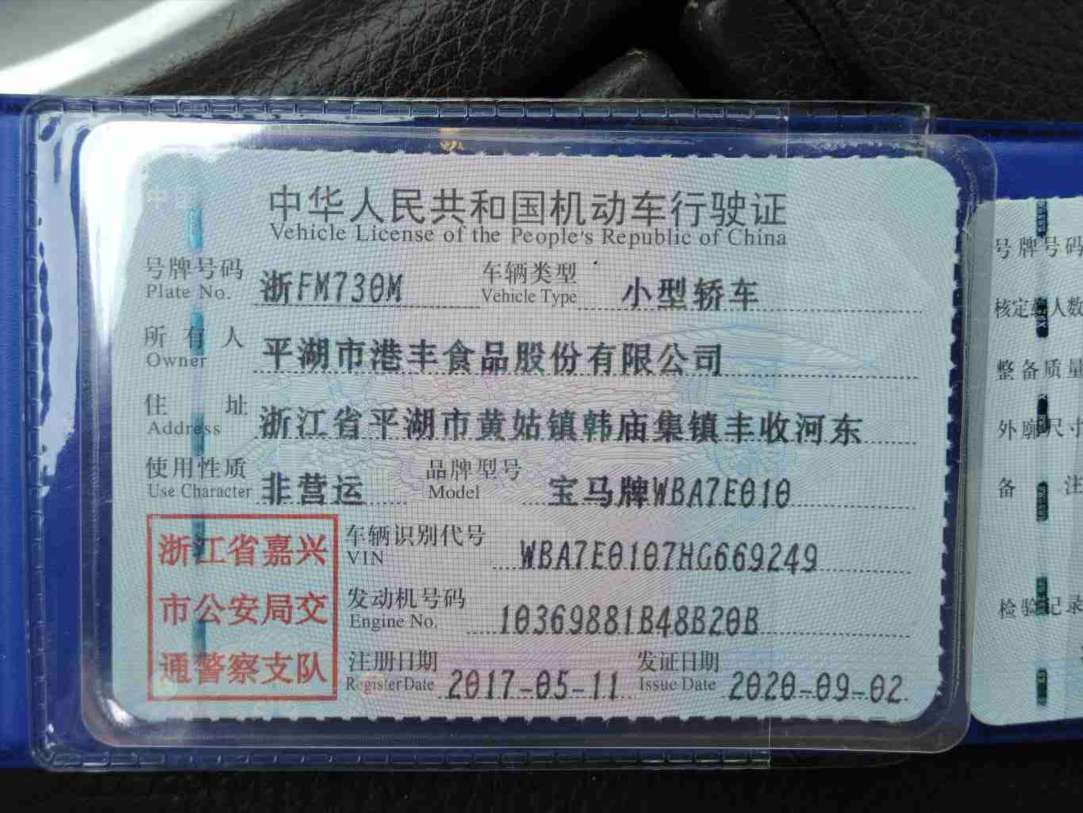 中华人民共和国机动车行驶证
Vehicle License of the People's Republic of China
号牌号码 浙FM730M 车辆类型 小型轿车
Plate No. Vehicle Type
所有人 平湖市港丰食品股份有限公司
Owner
住址 浙江省平湖市黄姑镇韩庙集镇丰收河东
Address
使用性质 非营运 品牌型号 宝马牌WBA7E010
Use Character Model
浙江省嘉兴
市公安局交
通警察支队
车辆识别代号 WBA7E0107HG669249
VIN
发动机号码 10369881B48B20B
Engine No.
注册日期 2017-05-11 发证日期 2020-09-02
Register Date Issue Date
号牌号码
核定载人数
整备质量
外廓尺寸
备注
检验记录